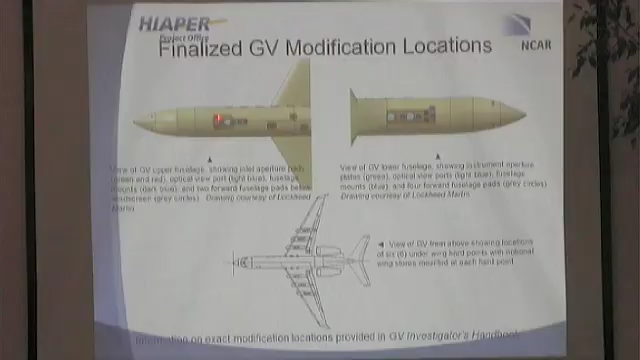 HIAPER
Project Office
NCAR
Finalized GV Modification Locations
View of GV upper fuselage, showing inlet aperture pads
(green and red), optical view port (light blue), fuselage
mounts (dark blue), and two forward fuselage pads below
windscreen (grey circles). Drawing courtesy of Lockheed
Martin
View of GV lower fuselage, showing instrument aperture
plates (green), optical view ports (light blue), fuselage
mounts (blue), and four forward fuselage pads (grey circles)
Drawing courtesy of Lockheed Martin
◄ View of GV from above showing locations
of six (6) under wing hard points with notional
wing stores mounted at each hard point
Information on exact modification locations provided in GV Investigator's Handbook